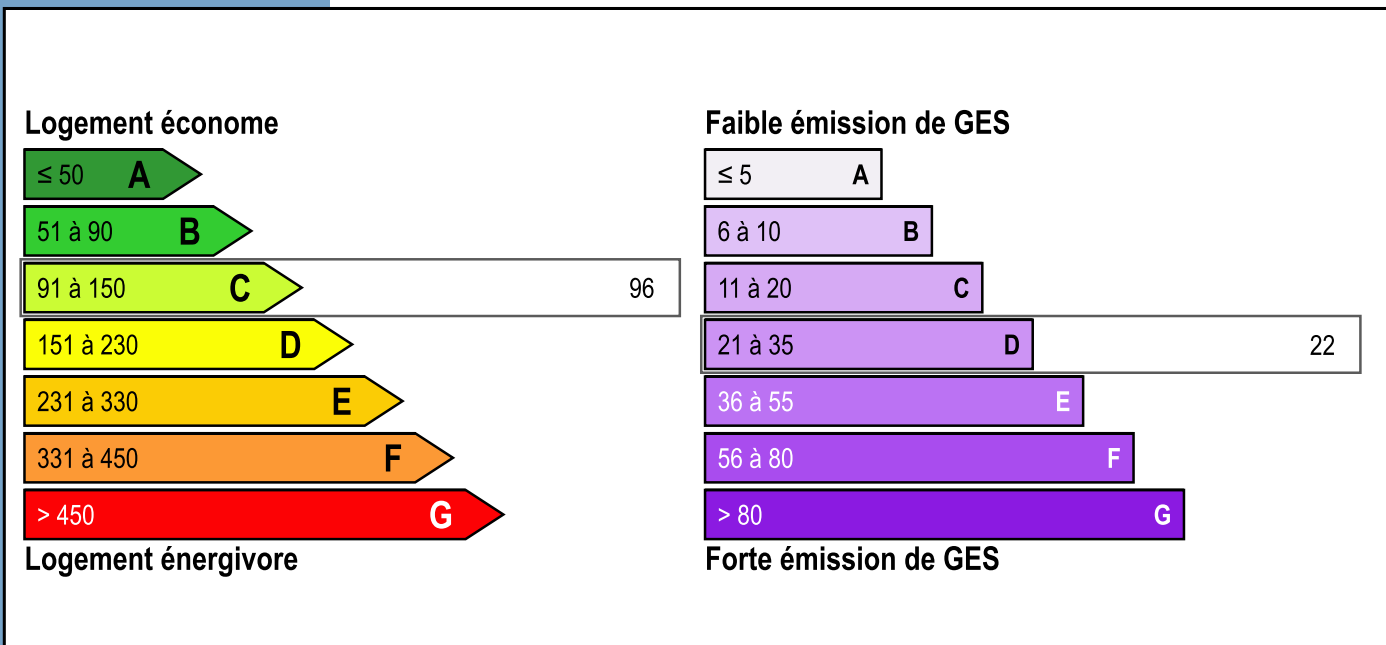 Logement économe
≤ 50 A
51 à 90 B
91 à 150 C 96
151 à 230 D
231 à 330 E
331 à 450 F
> 450 G
Logement énergivore
Faible émission de GES
≤ 5 A
6 à 10 B
11 à 20 C
21 à 35 D 22
36 à 55 E
56 à 80 F
> 80 G
Forte émission de GES